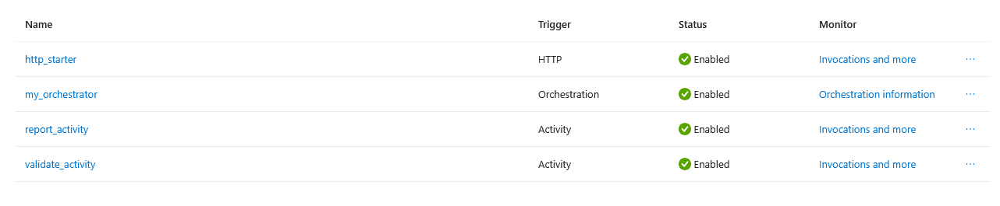 Name Trigger Status Monitor
http_starter HTTP Enabled Invocations and more ...
my_orchestrator Orchestration Enabled Orchestration information ...
report_activity Activity Enabled Invocations and more ...
validate_activity Activity Enabled Invocations and more ...